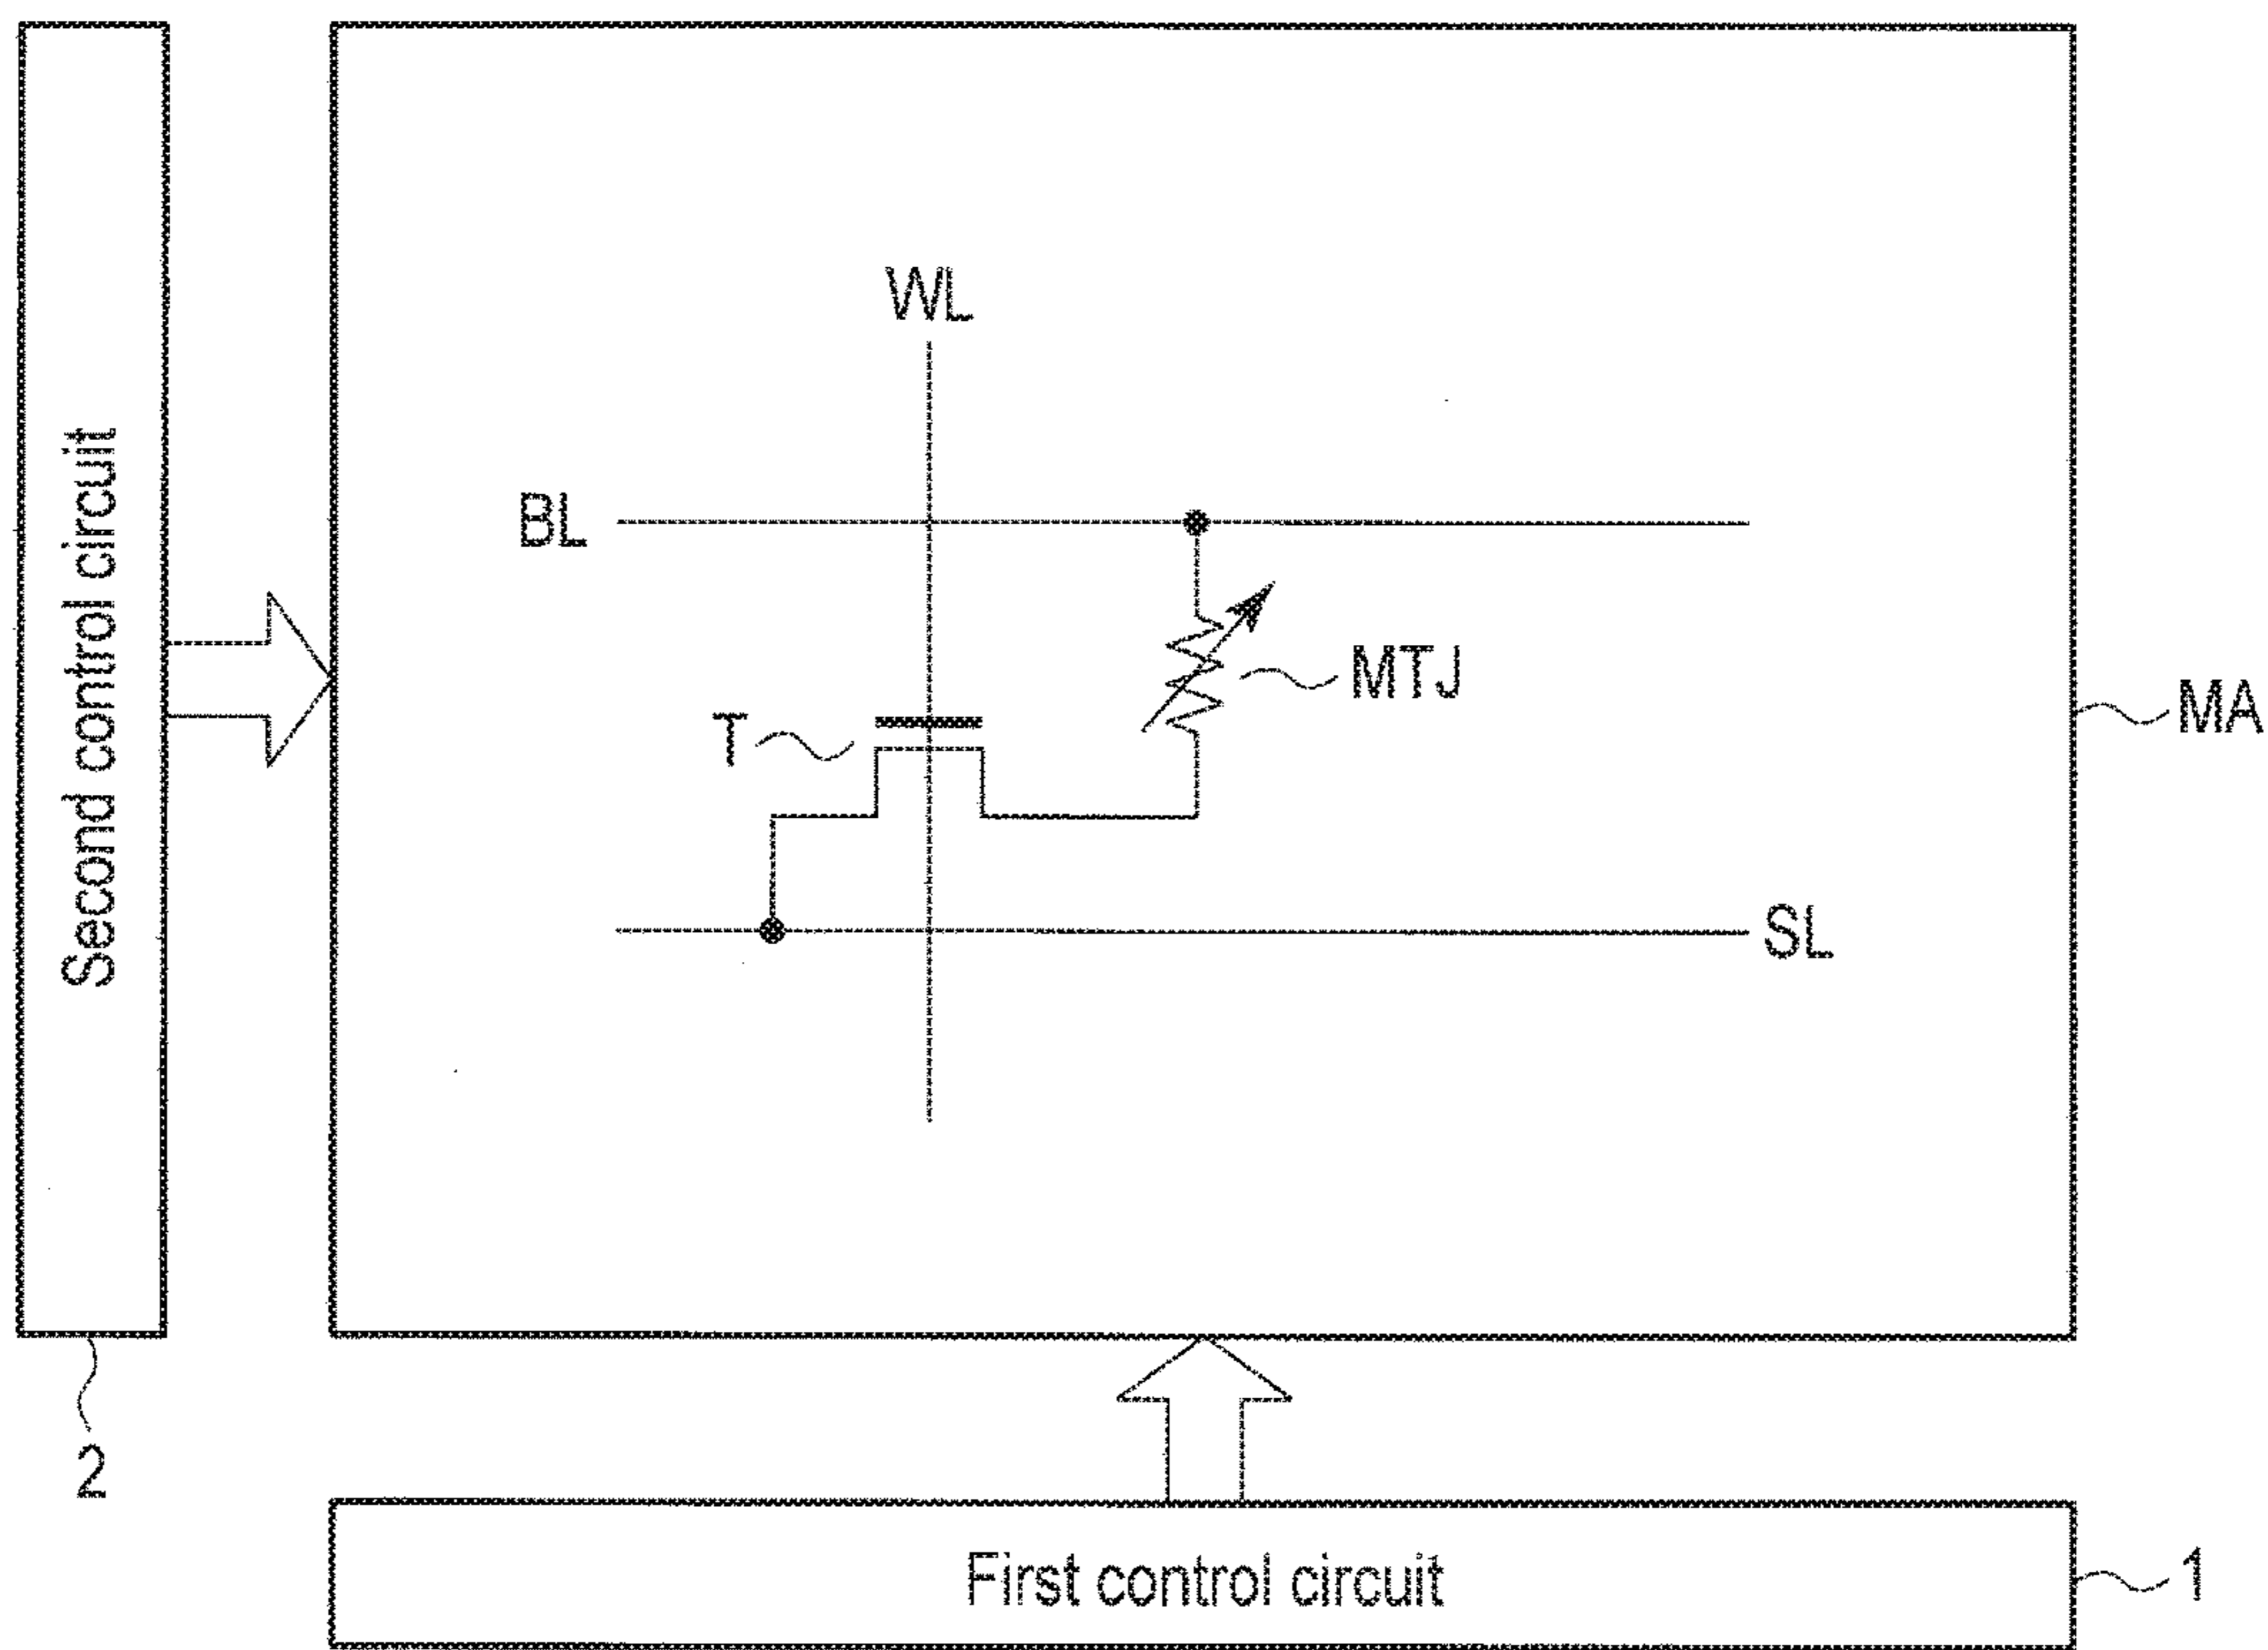 Second control circuit
WL
BL
MTJ
T
MA
SL
2
First control circuit
1